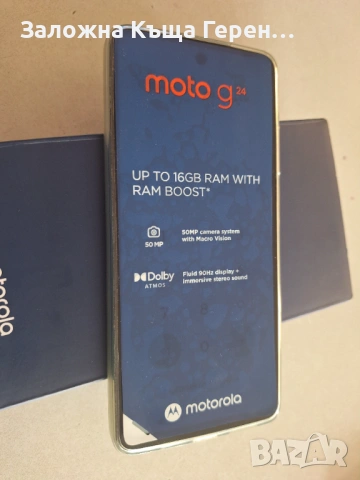 Заложна Къща Герен...
moto g24
UP TO 16GB RAM WITH
RAM BOOST*
50 MP
50MP camera system
with Macro Vision
Dolby
ATMOS
Fluid 90Hz display +
immersive stereo sound
motorola
otorola
BAZAR